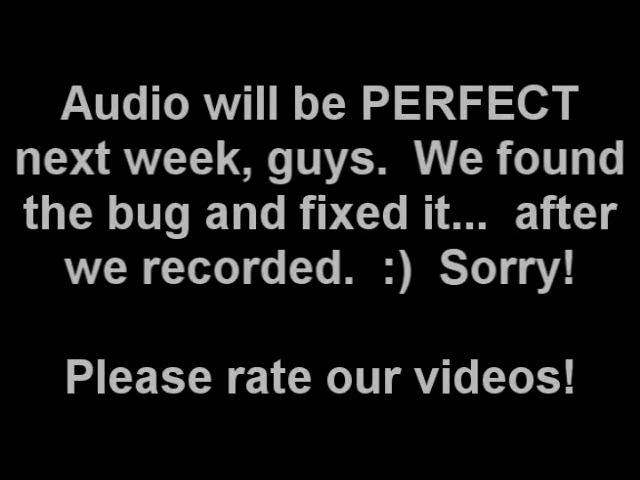 Audio will be PERFECT
next week, guys.  We found
the bug and fixed it...  after
we recorded.  :)  Sorry!
Please rate our videos!